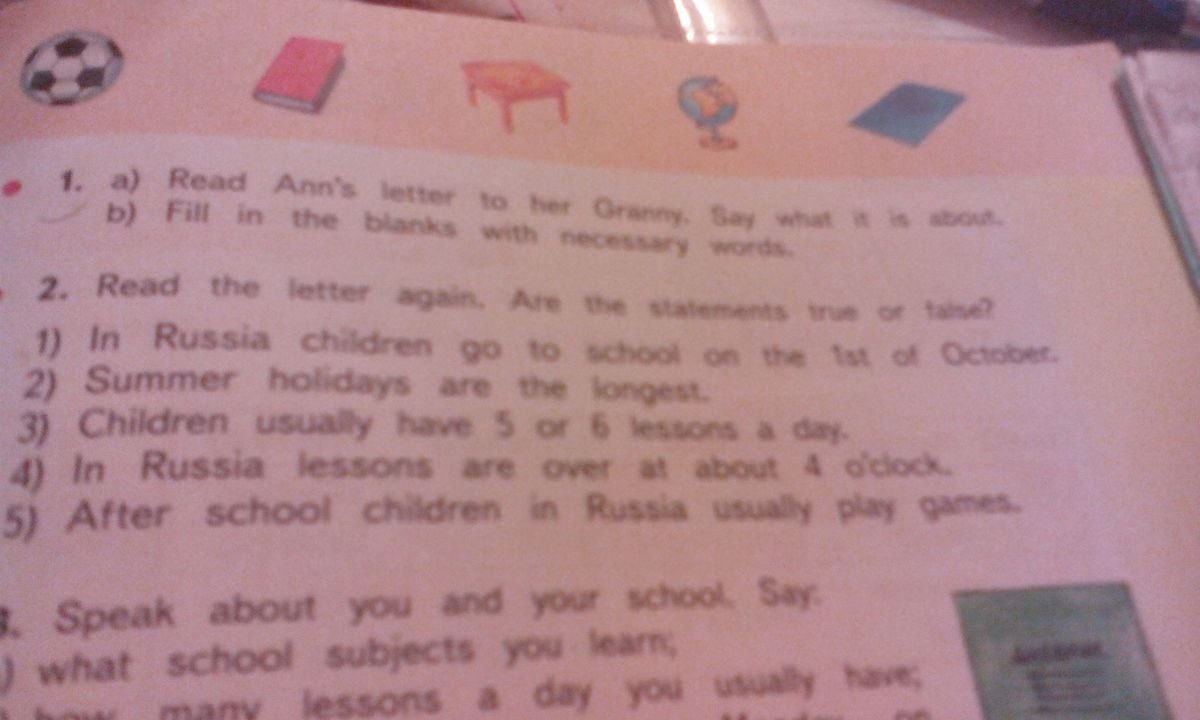 1. a) Read Ann's letter to her Granny. Say what it is about.
b) Fill in the blanks with necessary words.
2. Read the letter again. Are the statements true or false?
1) In Russia children go to school on the 1st of October.
2) Summer holidays are the longest.
3) Children usually have 5 or 6 lessons a day.
4) In Russia lessons are over at about 4 o'clock.
5) After school children in Russia usually play games.
3. Speak about you and your school. Say:
) what school subjects you learn;
how many lessons a day you usually have;
Monday on